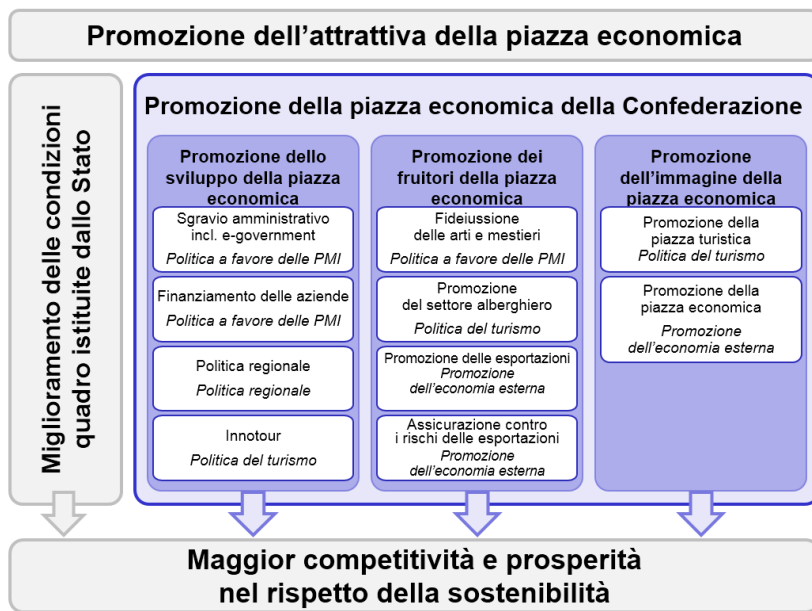 Promozione dell'attrattiva della piazza economica
Miglioramento delle condizioni
quadro istituite dallo Stato
Promozione della piazza economica della Confederazione
Promozione dello
sviluppo della piazza
economica
Sgravio amministrativo
incl. e-government
Politica a favore delle PMI
Finanziamento delle aziende
Politica a favore delle PMI
Politica regionale
Politica regionale
Innotour
Politica del turismo
Promozione dei
fruitori della piazza
economica
Fideiussione
delle arti e mestieri
Politica a favore delle PMI
Promozione
del settore alberghiero
Politica del turismo
Promozione delle esportazioni
Promozione
dell'economia esterna
Assicurazione contro
i rischi delle esportazioni
Promozione
dell'economia esterna
Promozione
dell'immagine della
piazza economica
Promozione della
piazza turistica
Politica del turismo
Promozione della
piazza economica
Promozione
dell'economia esterna
Maggior competitività e prosperità
nel rispetto della sostenibilità